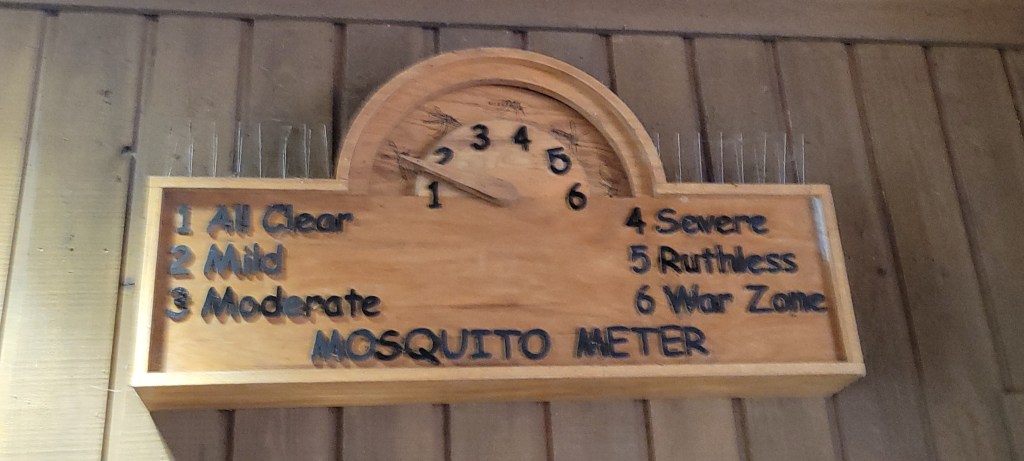 1 2 3 4 5 6
1 All Clear
2 Mild
3 Moderate
4 Severe
5 Ruthless
6 War Zone
MOSQUITO METER